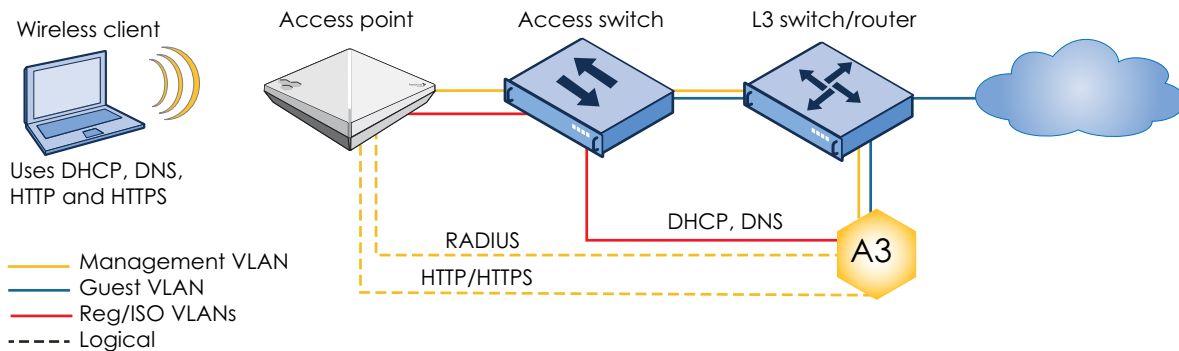 Wireless client
Access point
Access switch
L3 switch/router
Uses DHCP, DNS,
HTTP and HTTPS
DHCP, DNS
RADIUS
A3
HTTP/HTTPS
Management VLAN
Guest VLAN
Reg/ISO VLANs
Logical